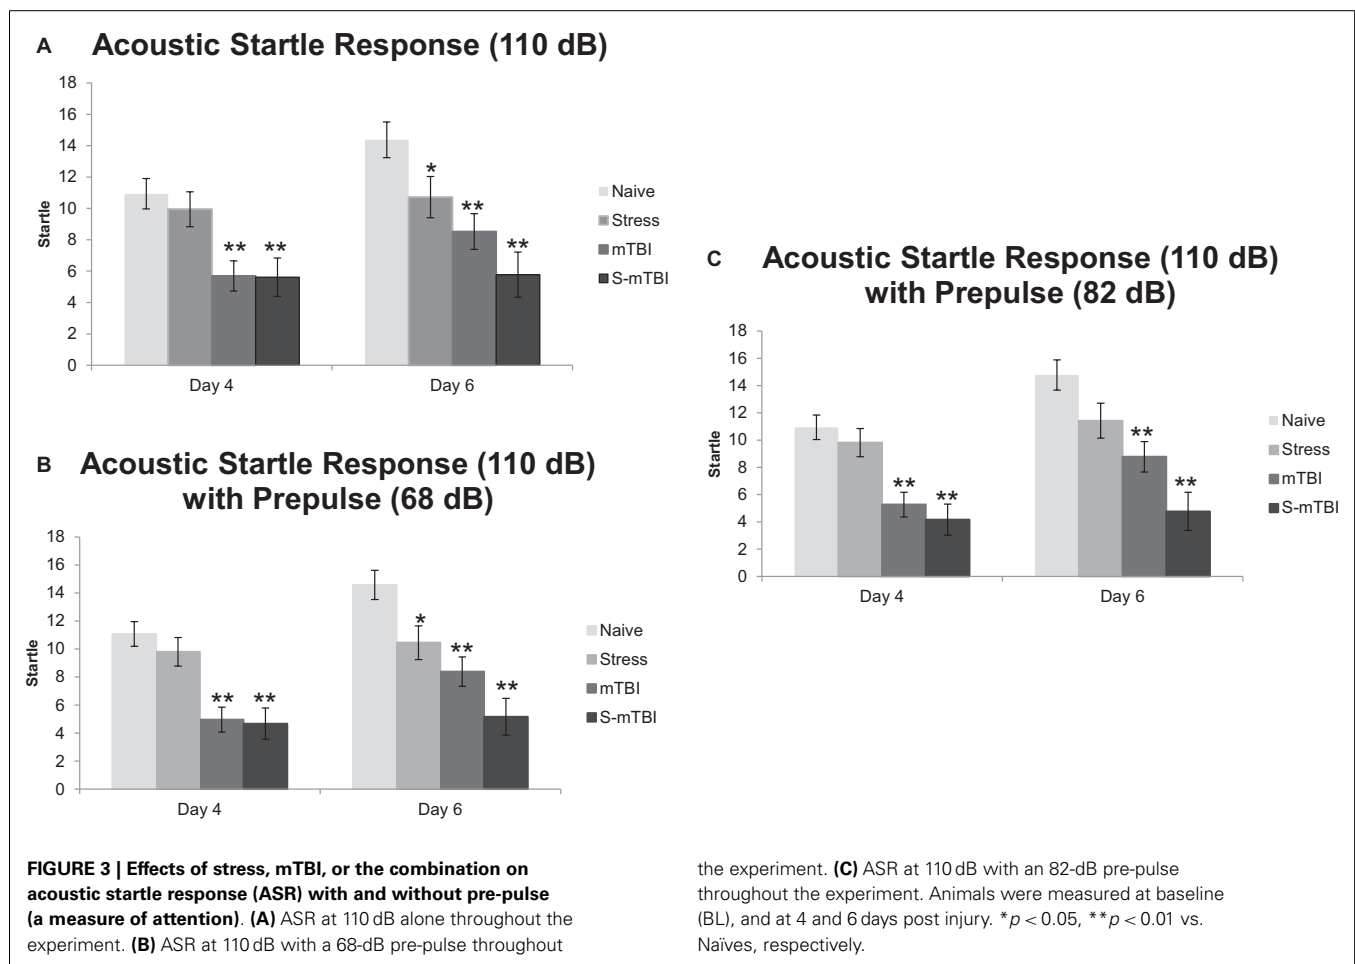 A Acoustic Startle Response (110 dB)
18
16
14
12
10
8
6
4
2
0
Startle
** **
* ** **
Day 4 Day 6
Naive
Stress
mTBI
S-mTBI
B Acoustic Startle Response (110 dB)
with Prepulse (68 dB)
18
16
14
12
10
8
6
4
2
0
Startle
** **
* ** **
Day 4 Day 6
Naive
Stress
mTBI
S-mTBI
C Acoustic Startle Response (110 dB)
with Prepulse (82 dB)
18
16
14
12
10
8
6
4
2
0
Startle
** **
** **
Day 4 Day 6
Naive
Stress
mTBI
S-mTBI
FIGURE 3 | Effects of stress, mTBI, or the combination on
acoustic startle response (ASR) with and without pre-pulse
(a measure of attention). (A) ASR at 110 dB alone throughout the
experiment. (B) ASR at 110 dB with a 68-dB pre-pulse throughout
the experiment. (C) ASR at 110 dB with an 82-dB pre-pulse
throughout the experiment. Animals were measured at baseline
(BL), and at 4 and 6 days post injury. *p < 0.05, **p < 0.01 vs.
Naïves, respectively.